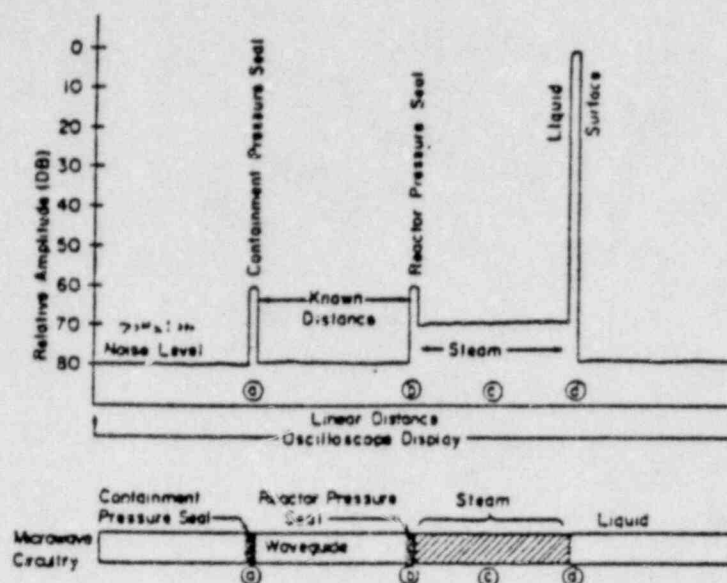 0
10
20
30
40
50
60
70
80
Relative Amplitude (DB)
Containment Pressure Seal
Reactor Pressure Seal
Liquid
Surface
Known
Distance
Noise Level
Steam
a
b
c
d
Linear Distance
Oscilloscope Display
Containment
Pressure Seal
Reactor Pressure
Seal
Steam
Liquid
Microwave
Circuitry
Waveguide
a
b
c
d